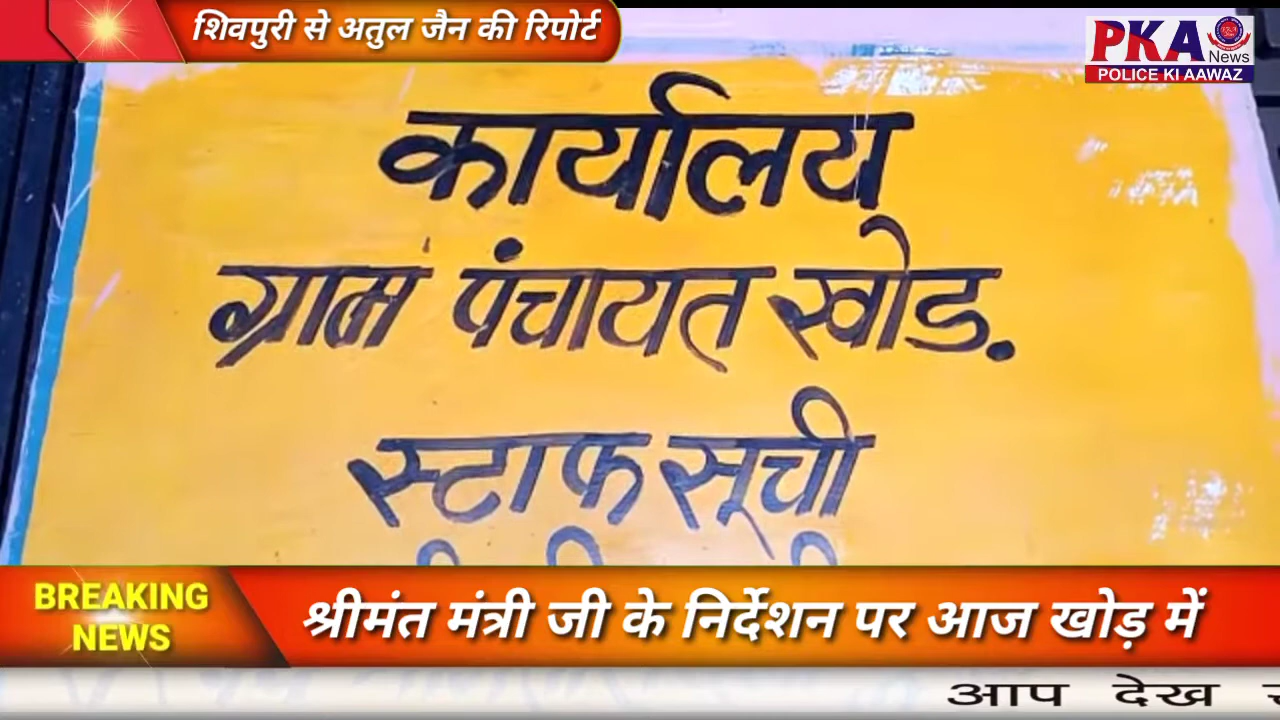 शिवपुरी से अतुल जैन की रिपोर्ट
PKA
News
POLICE KI AAWAZ
कार्यालय
ग्राम पंचायत खोड.
स्टाफ सूची
BREAKING
NEWS
श्रीमंत मंत्री जी के निर्देशन पर आज खोड़ में
आप देख